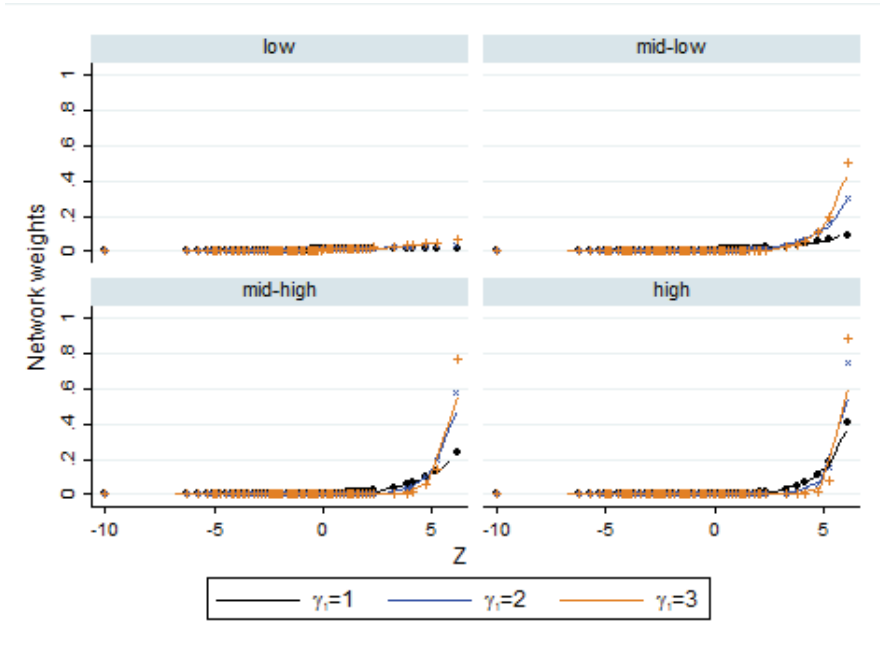 low
mid-low
1
.8
.6
.4
.2
0
mid-high
high
1
.8
.6
.4
.2
0
Network weights
-10 -5 0 5
-10 -5 0 5
Z
γ₁=1 γ₁=2 γ₁=3